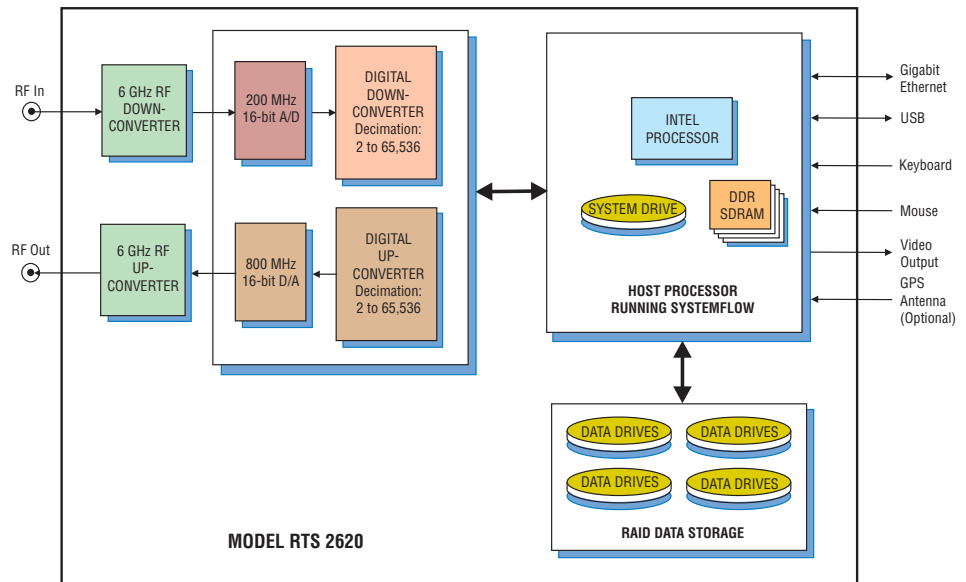 RF In
6 GHz RF
DOWN-
CONVERTER
200 MHz
16-bit A/D
DIGITAL
DOWN-
CONVERTER
Decimation:
2 to 65,536
RF Out
6 GHz RF
UP-
CONVERTER
800 MHz
16-bit D/A
DIGITAL
UP-
CONVERTER
Decimation:
2 to 65,536
INTEL
PROCESSOR
SYSTEM DRIVE
DDR
SDRAM
HOST PROCESSOR
RUNNING SYSTEMFLOW
Gigabit
Ethernet
USB
Keyboard
Mouse
Video
Output
GPS
Antenna
(Optional)
DATA DRIVES
DATA DRIVES
DATA DRIVES
DATA DRIVES
RAID DATA STORAGE
MODEL RTS 2620